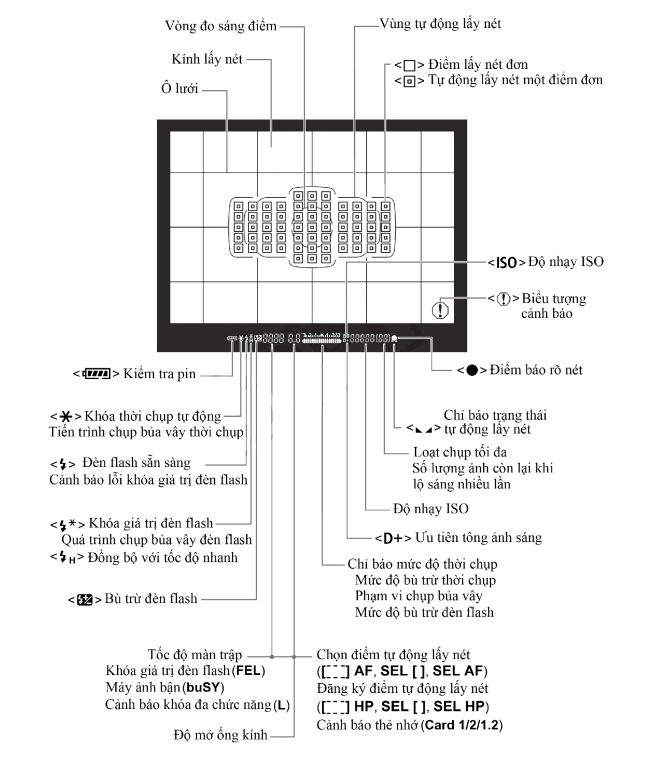 Vòng đo sáng điểm
Vùng tự động lấy nét
Kính lấy nét
<□> Điểm lấy nét đơn
<▣> Tự động lấy nét một điểm đơn
Ô lưới
<ISO> Độ nhạy ISO
<!> Biểu tượng
cảnh báo
< > Kiểm tra pin
<●> Điểm báo rõ nét
<✱> Khóa thời chụp tự động
Tiến trình chụp bủa vây thời chụp
Chỉ báo trạng thái
<◣ ◢> tự động lấy nét
<⚡> Đèn flash sẵn sàng
Cảnh báo lỗi khóa giá trị đèn flash
Loạt chụp tối đa
Số lượng ảnh còn lại khi
lộ sáng nhiều lần
Độ nhạy ISO
<⚡*> Khóa giá trị đèn flash
Quá trình chụp bủa vây đèn flash
<⚡H> Đồng bộ với tốc độ nhanh
<D+> Ưu tiên tông ảnh sáng
Chỉ báo mức độ thời chụp
Mức độ bù trừ thời chụp
Phạm vi chụp bủa vây
Mức độ bù trừ đèn flash
< > Bù trừ đèn flash
Tốc độ màn trập
Khóa giá trị đèn flash (FEL)
Máy ảnh bận (buSY)
Cảnh báo khóa đa chức năng (L)
Độ mở ống kính
Chọn điểm tự động lấy nét
([ ] AF, SEL [ ], SEL AF)
Đăng ký điểm tự động lấy nét
([ ] HP, SEL [ ], SEL HP)
Cảnh báo thẻ nhớ (Card 1/2/1.2)